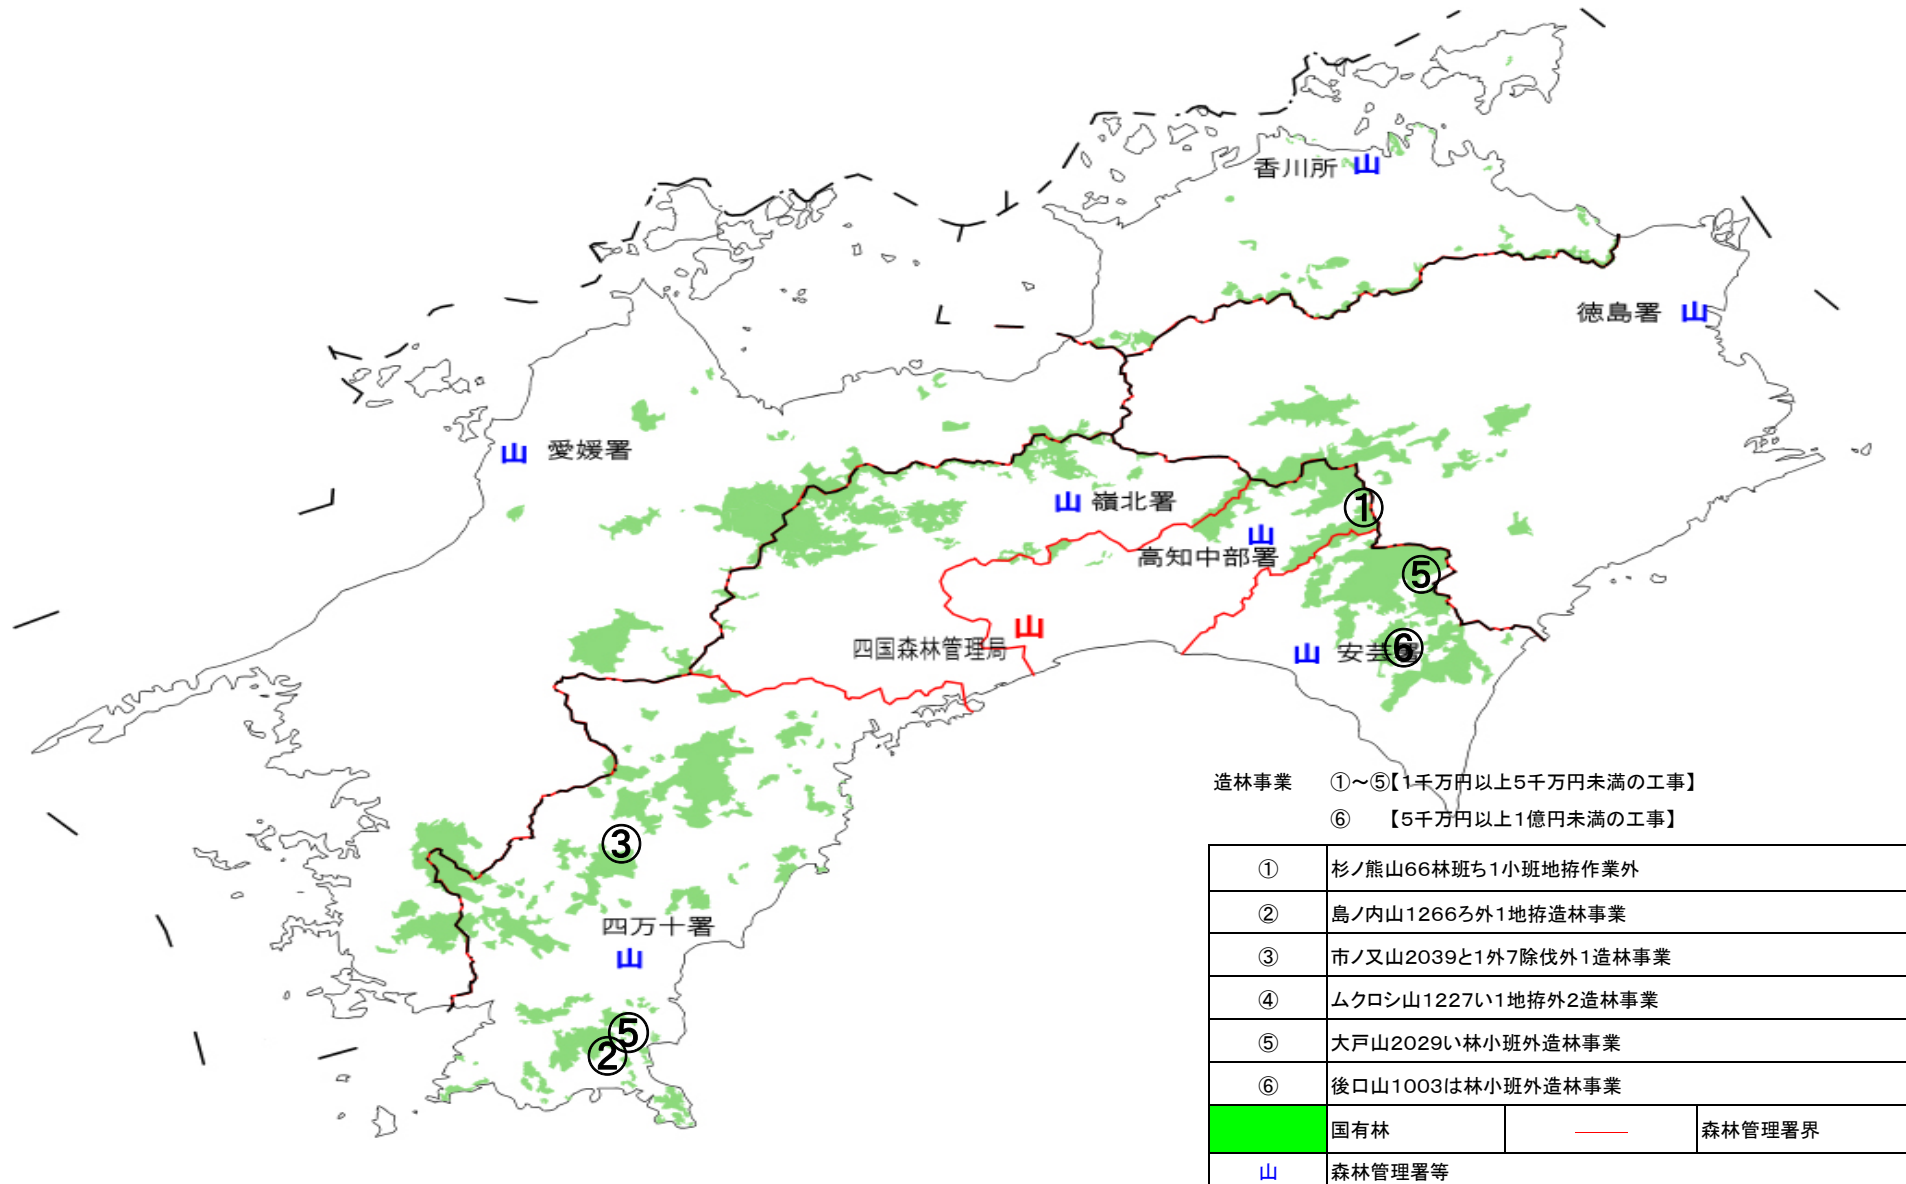 香川所 山
徳島署 山
山 愛媛署
山 嶺北署
山
高知中部署
①
⑤
山
四国森林管理局
山 安芸署
⑥
③
四万十署
山
⑤
②
造林事業 ①～⑤【1千万円以上5千万円未満の工事】
⑥ 【5千万円以上1億円未満の工事】
① 杉ノ熊山66林班ち1小班地拵作業外
② 島ノ内山1266ろ外1地拵造林事業
③ 市ノ又山2039と1外7除伐外1造林事業
④ ムクロシ山1227い1地拵外2造林事業
⑤ 大戸山2029い林小班外造林事業
⑥ 後口山1003は林小班外造林事業
国有林 森林管理署界
山 森林管理署等